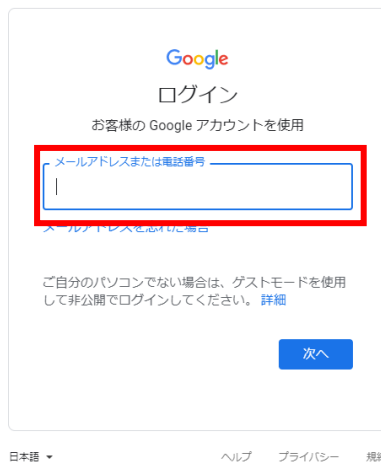 Google
ログイン
お客様の Google アカウントを使用
メールアドレスまたは電話番号
メールアドレスを忘れた場合
ご自分のパソコンでない場合は、ゲストモードを使用
して非公開でログインしてください。 詳細
次へ
日本語 ヘルプ プライバシー 規